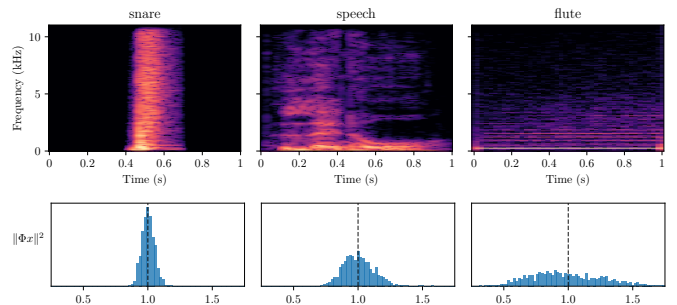 snare speech flute
Frequency (kHz)
10
5
0
0 0.2 0.4 0.6 0.8 1 0 0.2 0.4 0.6 0.8 1 0 0.2 0.4 0.6 0.8 1
Time (s) Time (s) Time (s)
‖Φx‖²
0.5 1.0 1.5 0.5 1.0 1.5 0.5 1.0 1.5